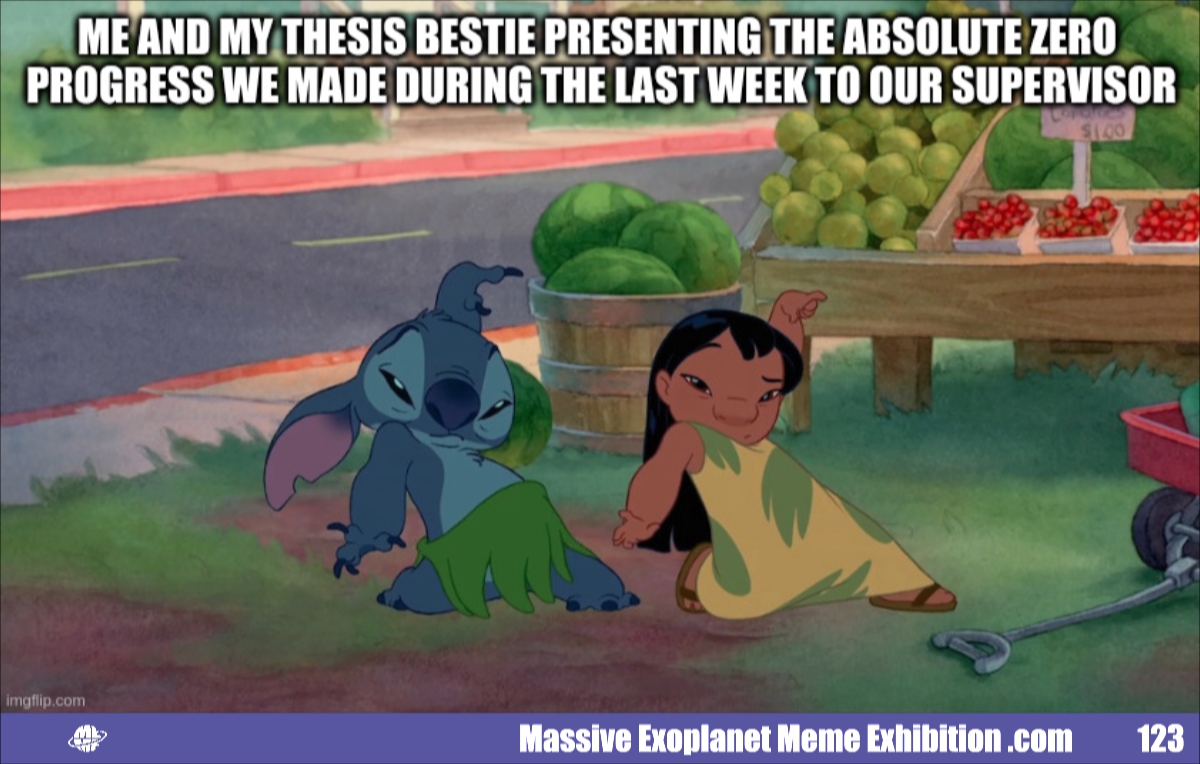 ME AND MY THESIS BESTIE PRESENTING THE ABSOLUTE ZERO
PROGRESS WE MADE DURING THE LAST WEEK TO OUR SUPERVISOR
$1.00
imgflip.com
Massive Exoplanet Meme Exhibition .com 123